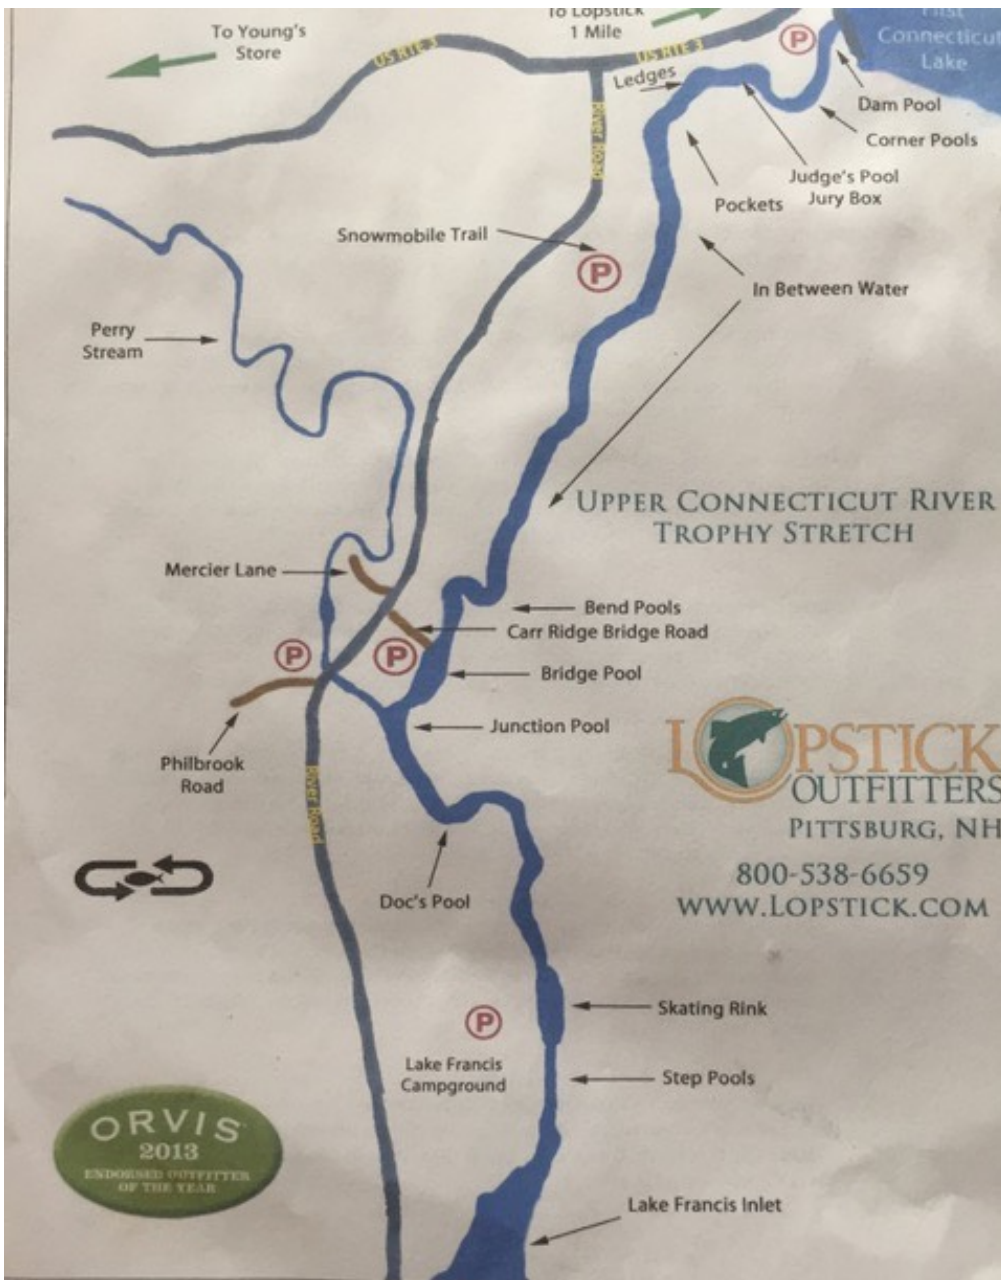 To Young's
Store
To Lopstick
1 Mile
US RTE 3
US RTE 3
P
First
Connecticut
Lake
Ledges
Dam Pool
Corner Pools
River Road
Judge's Pool
Jury Box
Pockets
Snowmobile Trail
P
In Between Water
Perry
Stream
UPPER CONNECTICUT RIVER
TROPHY STRETCH
Mercier Lane
Bend Pools
Carr Ridge Bridge Road
P
P
Bridge Pool
Junction Pool
Philbrook
Road
River Road
LOPSTICK
OUTFITTERS
PITTSBURG, NH
800-538-6659
WWW.LOPSTICK.COM
Doc's Pool
P
Skating Rink
Lake Francis
Campground
Step Pools
ORVIS
2013
ENDORSED OUTFITTER
OF THE YEAR
Lake Francis Inlet